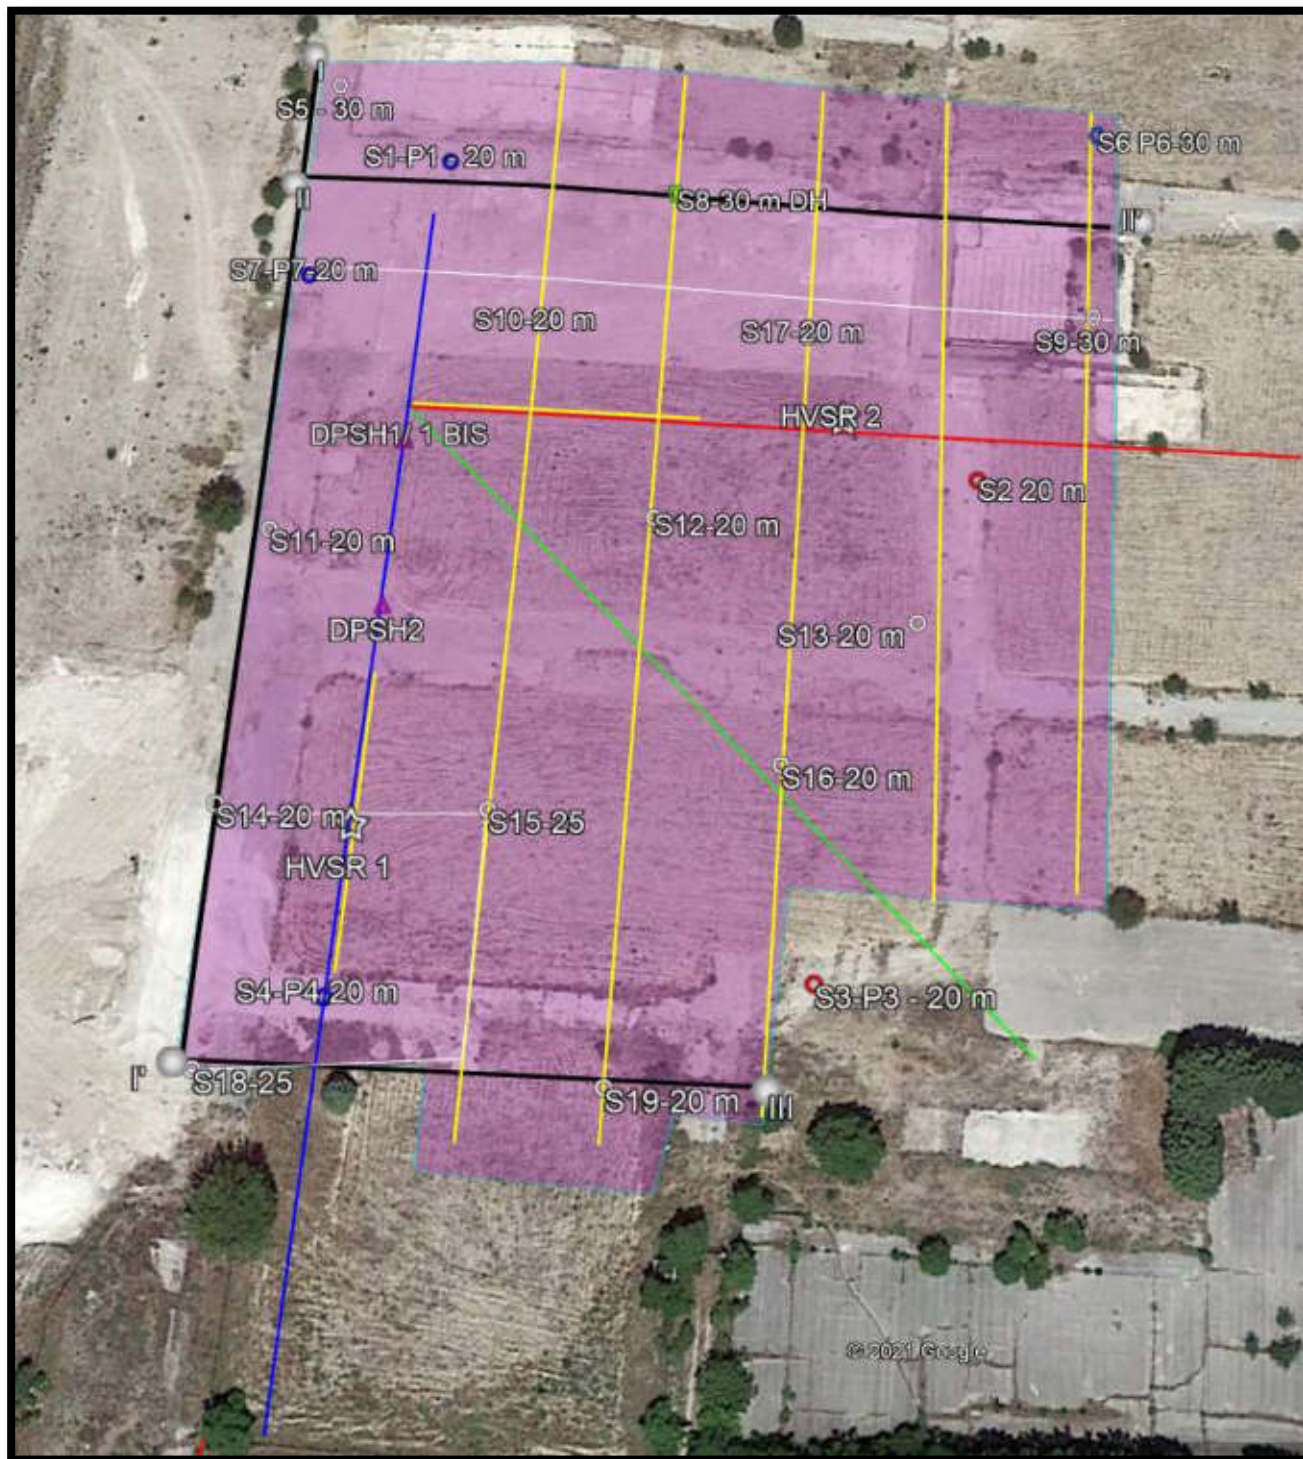 I
S5 - 30 m
S1-P1 - 20 m
S6 P6-30 m
II
S8-30 m DH
II'
S7-P7-20 m
S10-20 m
S17-20 m
S9-30 m
HVSR 2
DPSH1/ 1 BIS
S2 20 m
S12-20 m
S11-20 m
DPSH2
S13-20 m
S16-20 m
S14-20 m
S15-25
HVSR 1
S4-P4-20 m
S3-P3 - 20 m
I'
S18-25
S19-20 m
III
© 2021 Google